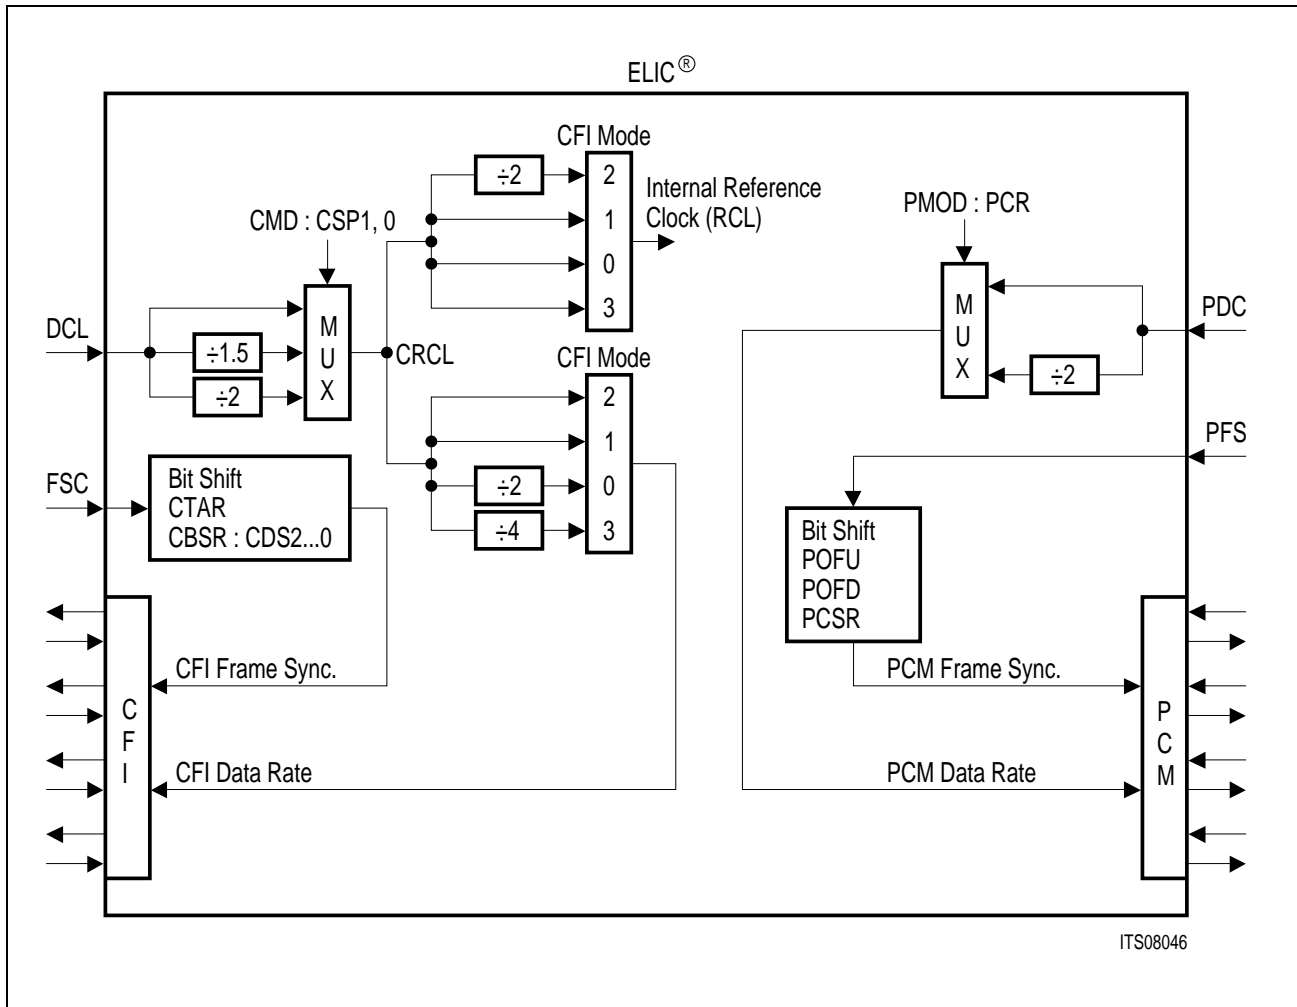 ELIC®
CFI Mode
÷2
2
1
0
3
Internal Reference
Clock (RCL)
CMD : CSP1, 0
PMOD : PCR
DCL
÷1.5
÷2
M
U
X
CRCL
CFI Mode
2
1
÷2
0
÷4
3
M
U
X
÷2
PDC
PFS
FSC
Bit Shift
CTAR
CBSR : CDS2...0
Bit Shift
POFU
POFD
PCSR
C
F
I
CFI Frame Sync.
CFI Data Rate
PCM Frame Sync.
PCM Data Rate
P
C
M
ITS08046